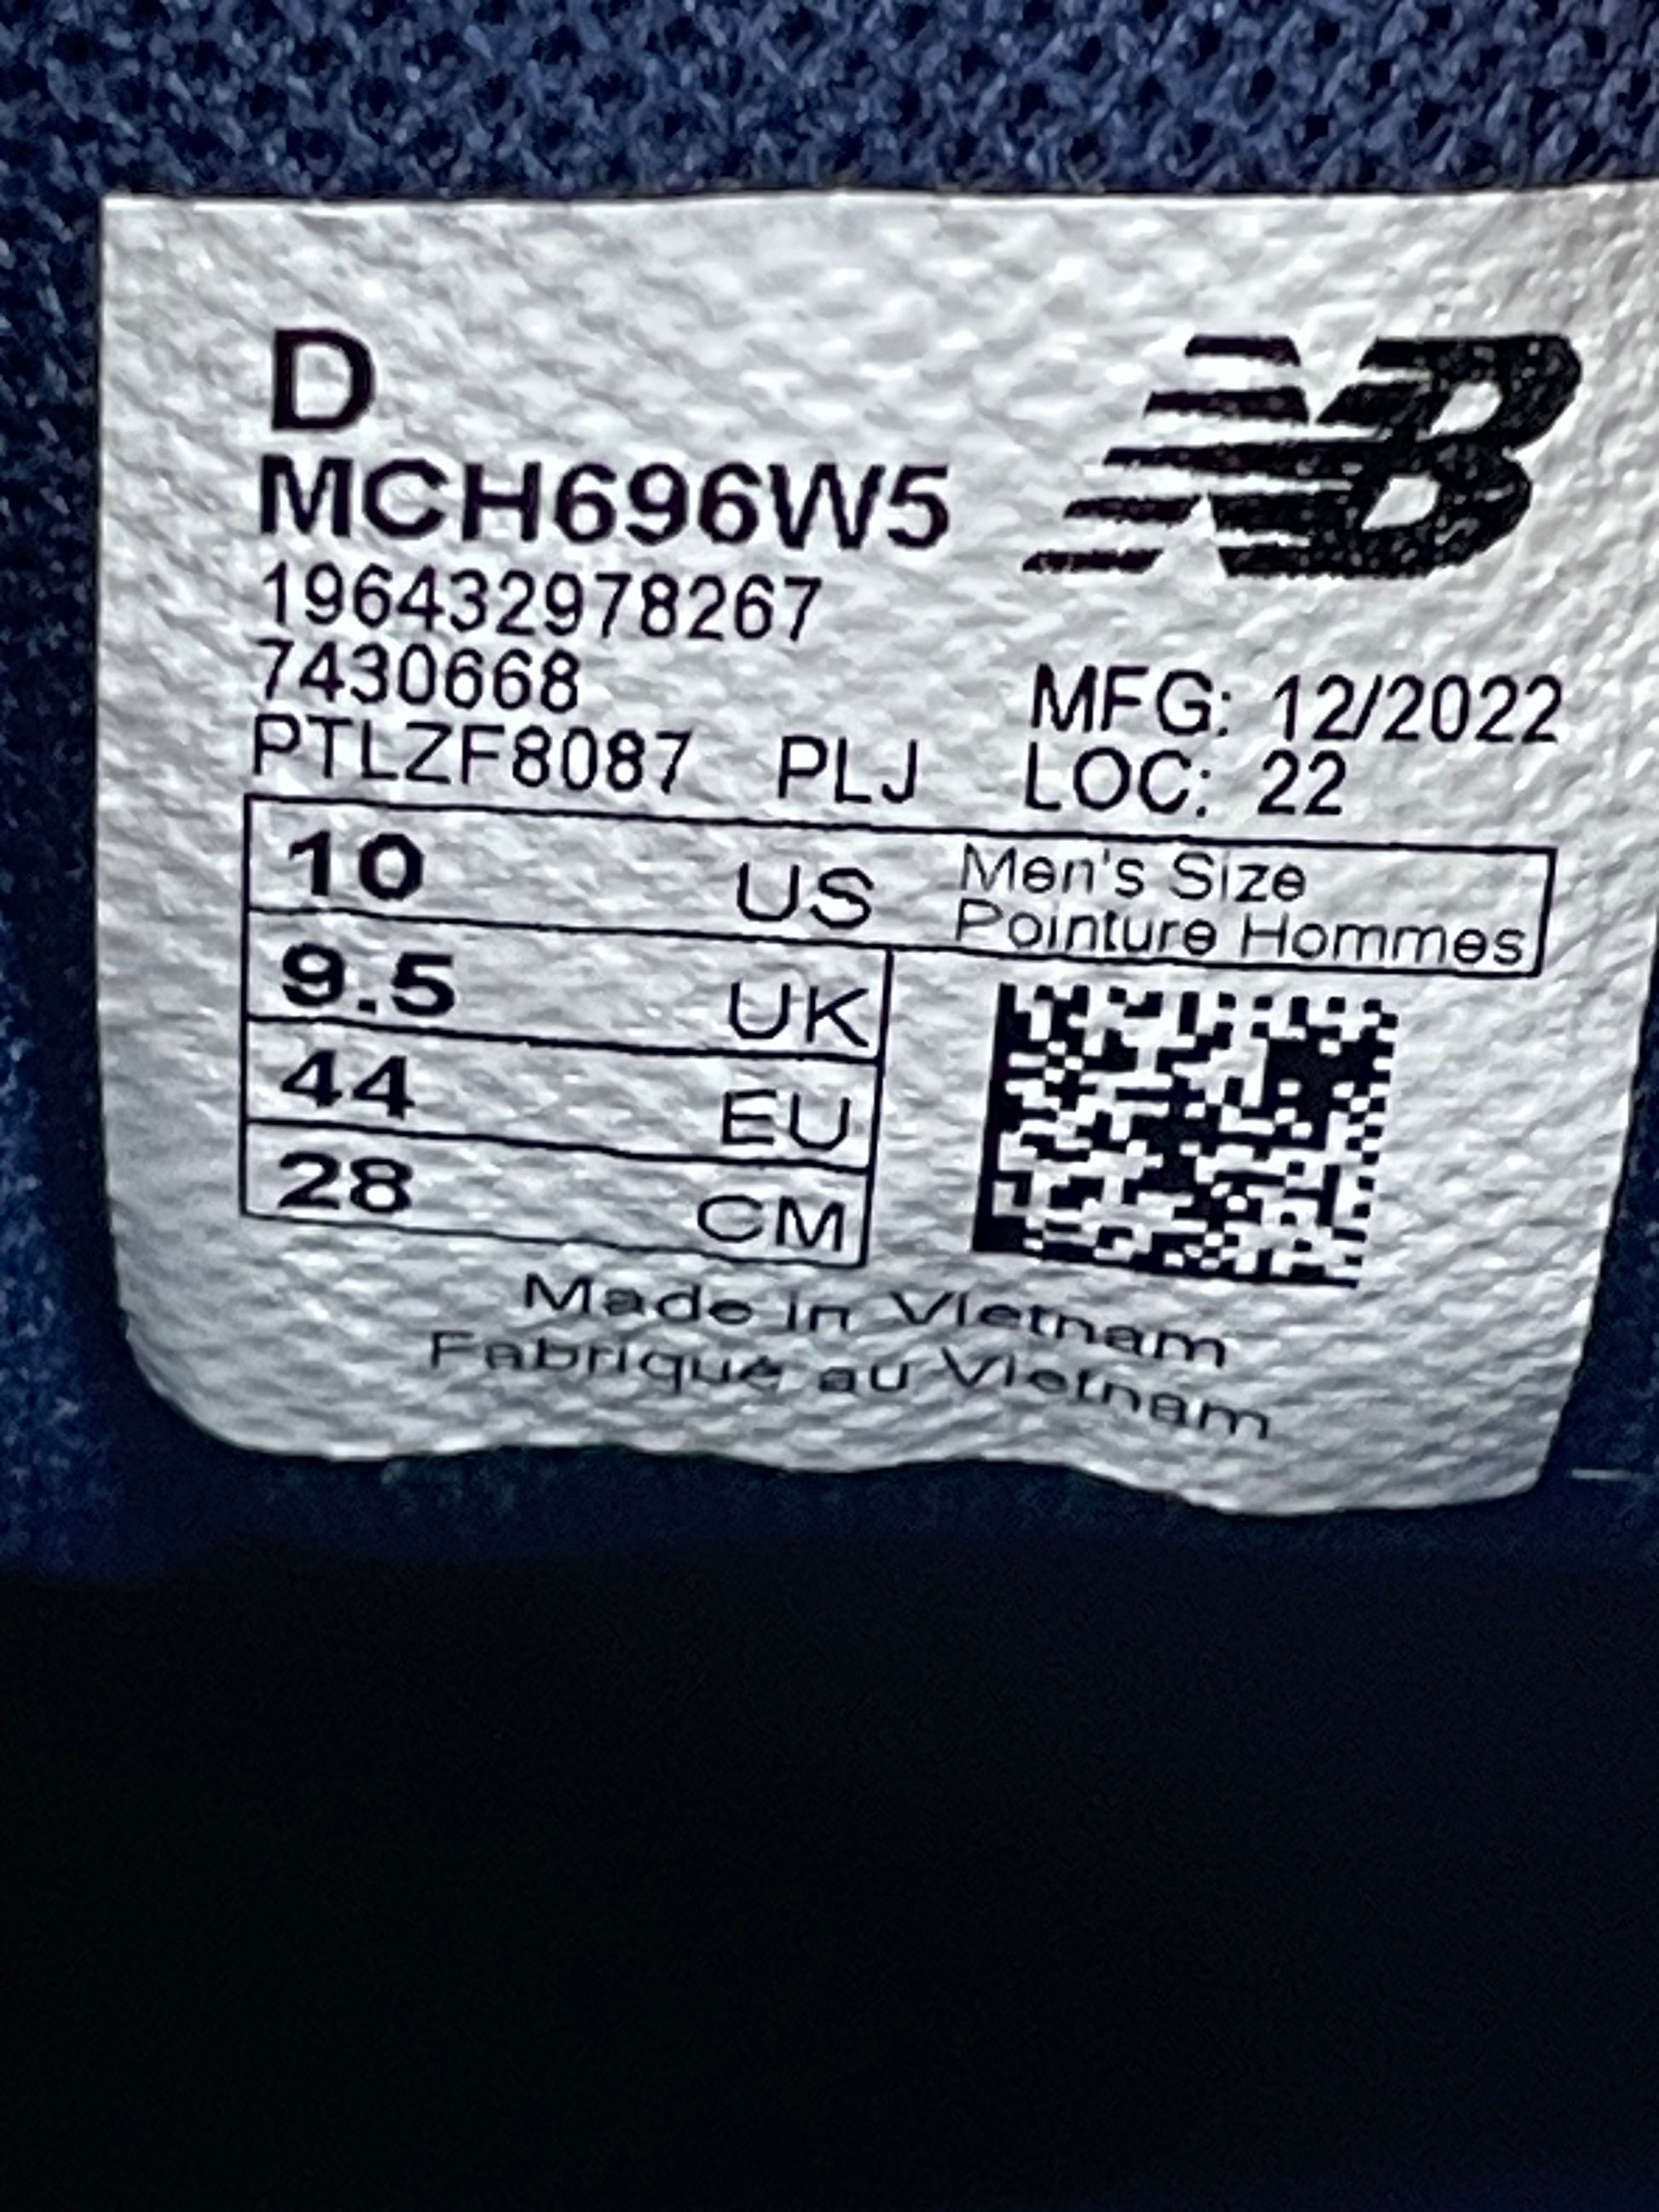 D
MCH696W5
NB
196432978267
7430668
PTLZF8087 PLJ
MFG: 12/2022
LOC: 22
10 US
Men's Size
Pointure Hommes
9.5 UK
44 EU
28 CM
Made in Vietnam
Fabriqué au Vietnam